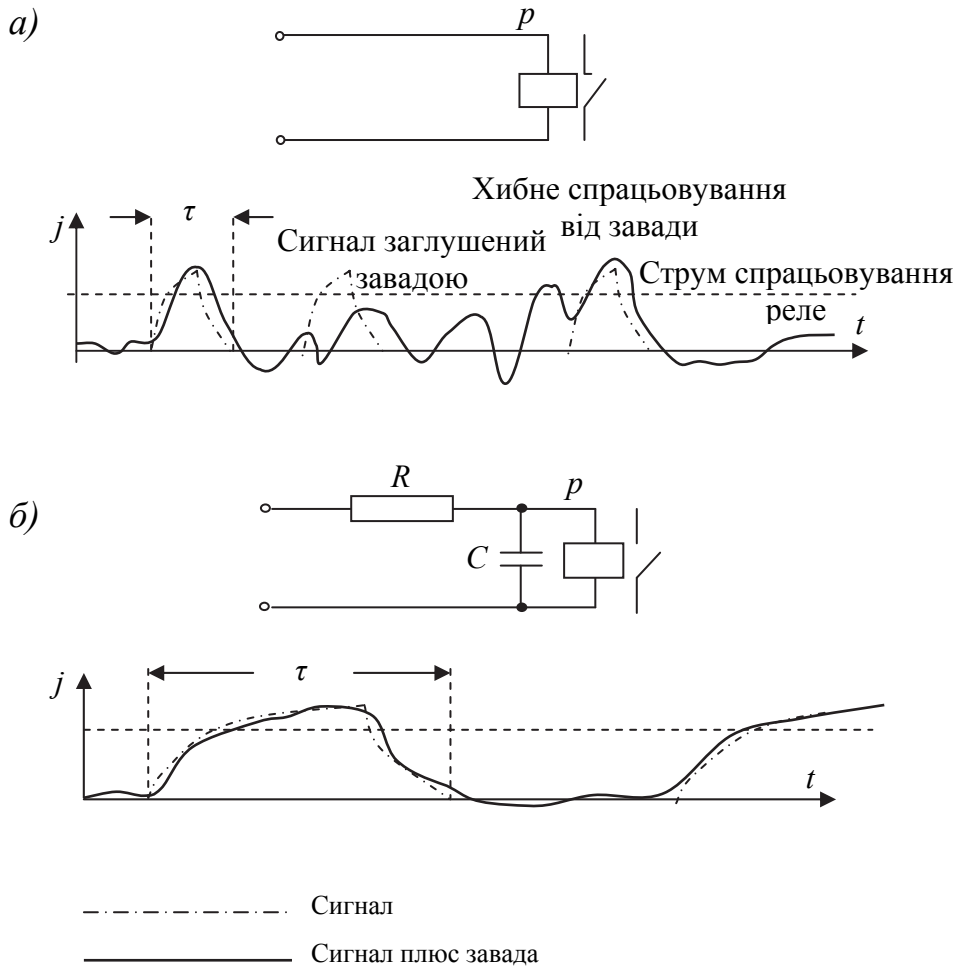 а)
p
Хибне спрацьовування
від завади
τ
j
Сигнал заглушений
завадою
Струм спрацьовування
реле
t
б)
R
p
C
τ
j
t
Сигнал
Сигнал плюс завада